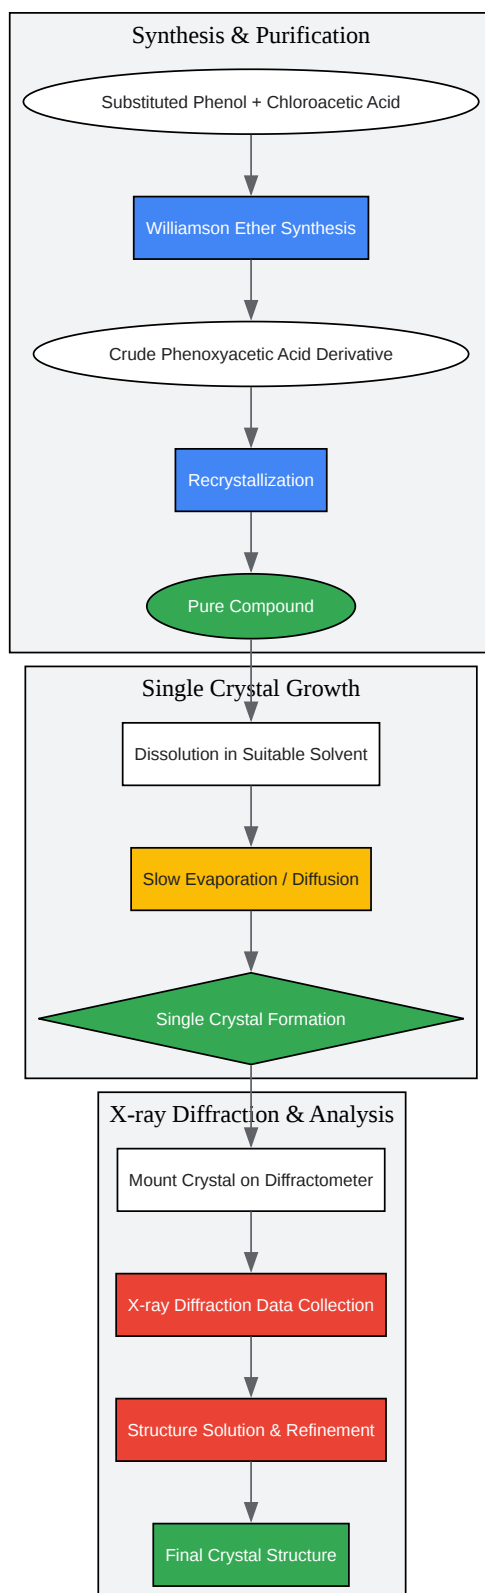 Synthesis & Purification
Substituted Phenol + Chloroacetic Acid
Williamson Ether Synthesis
Crude Phenoxyacetic Acid Derivative
Recrystallization
Pure Compound
Single Crystal Growth
Dissolution in Suitable Solvent
Slow Evaporation / Diffusion
Single Crystal Formation
X-ray Diffraction & Analysis
Mount Crystal on Diffractometer
X-ray Diffraction Data Collection
Structure Solution & Refinement
Final Crystal Structure